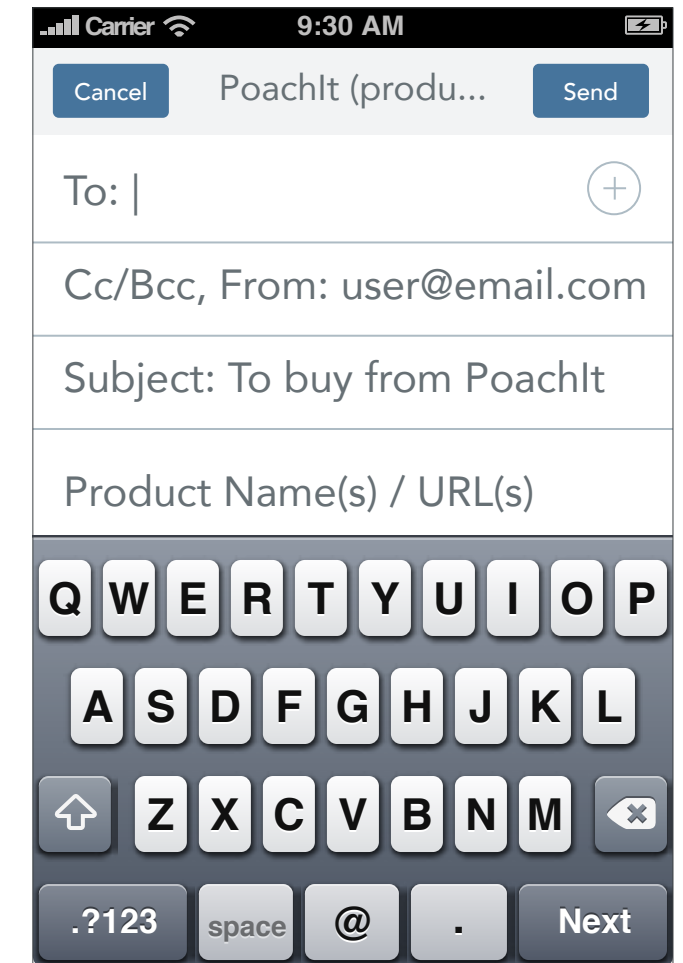 Carrier 9:30 AM
Cancel PoachIt (produ... Send
To:
Cc/Bcc, From: user@email.com
Subject: To buy from PoachIt
Product Name(s) / URL(s)
Q W E R T Y U I O P
A S D F G H J K L
Z X C V B N M
.?123 space @ . Next